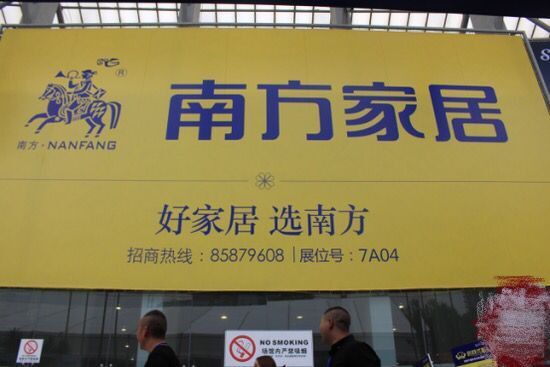 南方家居
®
南方·NANFANG
好家居 选南方
招商热线：85879608 | 展位号：7A04
NO SMOKING
场馆内严禁吸烟